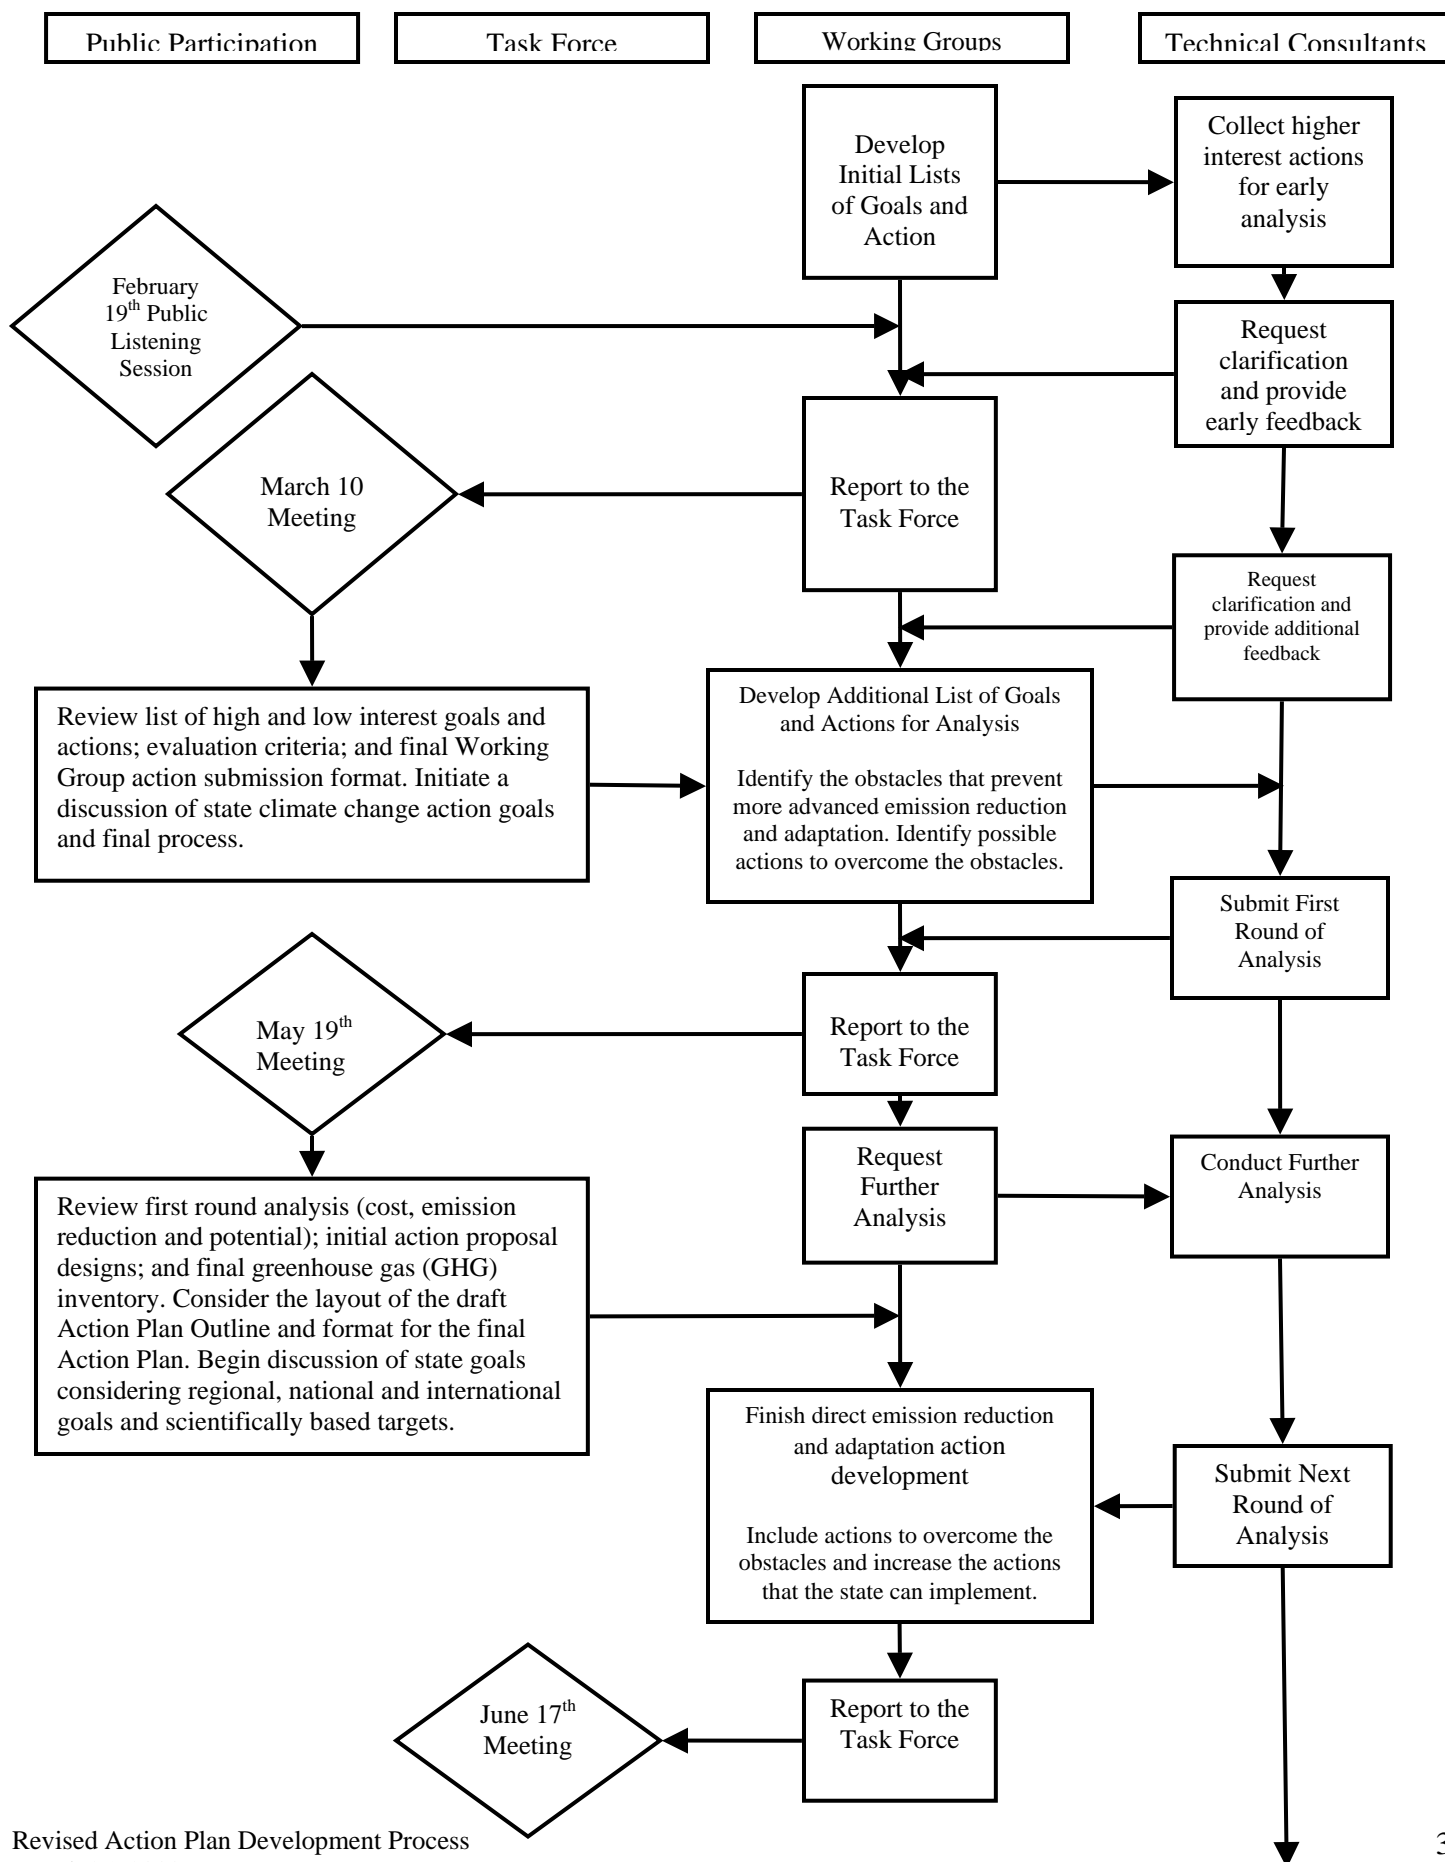 Public Participation
Task Force
Working Groups
Technical Consultants
Develop
Initial Lists
of Goals and
Action
Collect higher
interest actions
for early
analysis
February
19th Public
Listening
Session
Request
clarification
and provide
early feedback
March 10
Meeting
Report to the
Task Force
Request
clarification and
provide additional
feedback
Review list of high and low interest goals and
actions; evaluation criteria; and final Working
Group action submission format. Initiate a
discussion of state climate change action goals
and final process.
Develop Additional List of Goals
and Actions for Analysis
Identify the obstacles that prevent
more advanced emission reduction
and adaptation. Identify possible
actions to overcome the obstacles.
Submit First
Round of
Analysis
May 19th
Meeting
Report to the
Task Force
Request
Further
Analysis
Conduct Further
Analysis
Review first round analysis (cost, emission
reduction and potential); initial action proposal
designs; and final greenhouse gas (GHG)
inventory. Consider the layout of the draft
Action Plan Outline and format for the final
Action Plan. Begin discussion of state goals
considering regional, national and international
goals and scientifically based targets.
Finish direct emission reduction
and adaptation action
development
Include actions to overcome the
obstacles and increase the actions
that the state can implement.
Submit Next
Round of
Analysis
June 17th
Meeting
Report to the
Task Force
Revised Action Plan Development Process
3